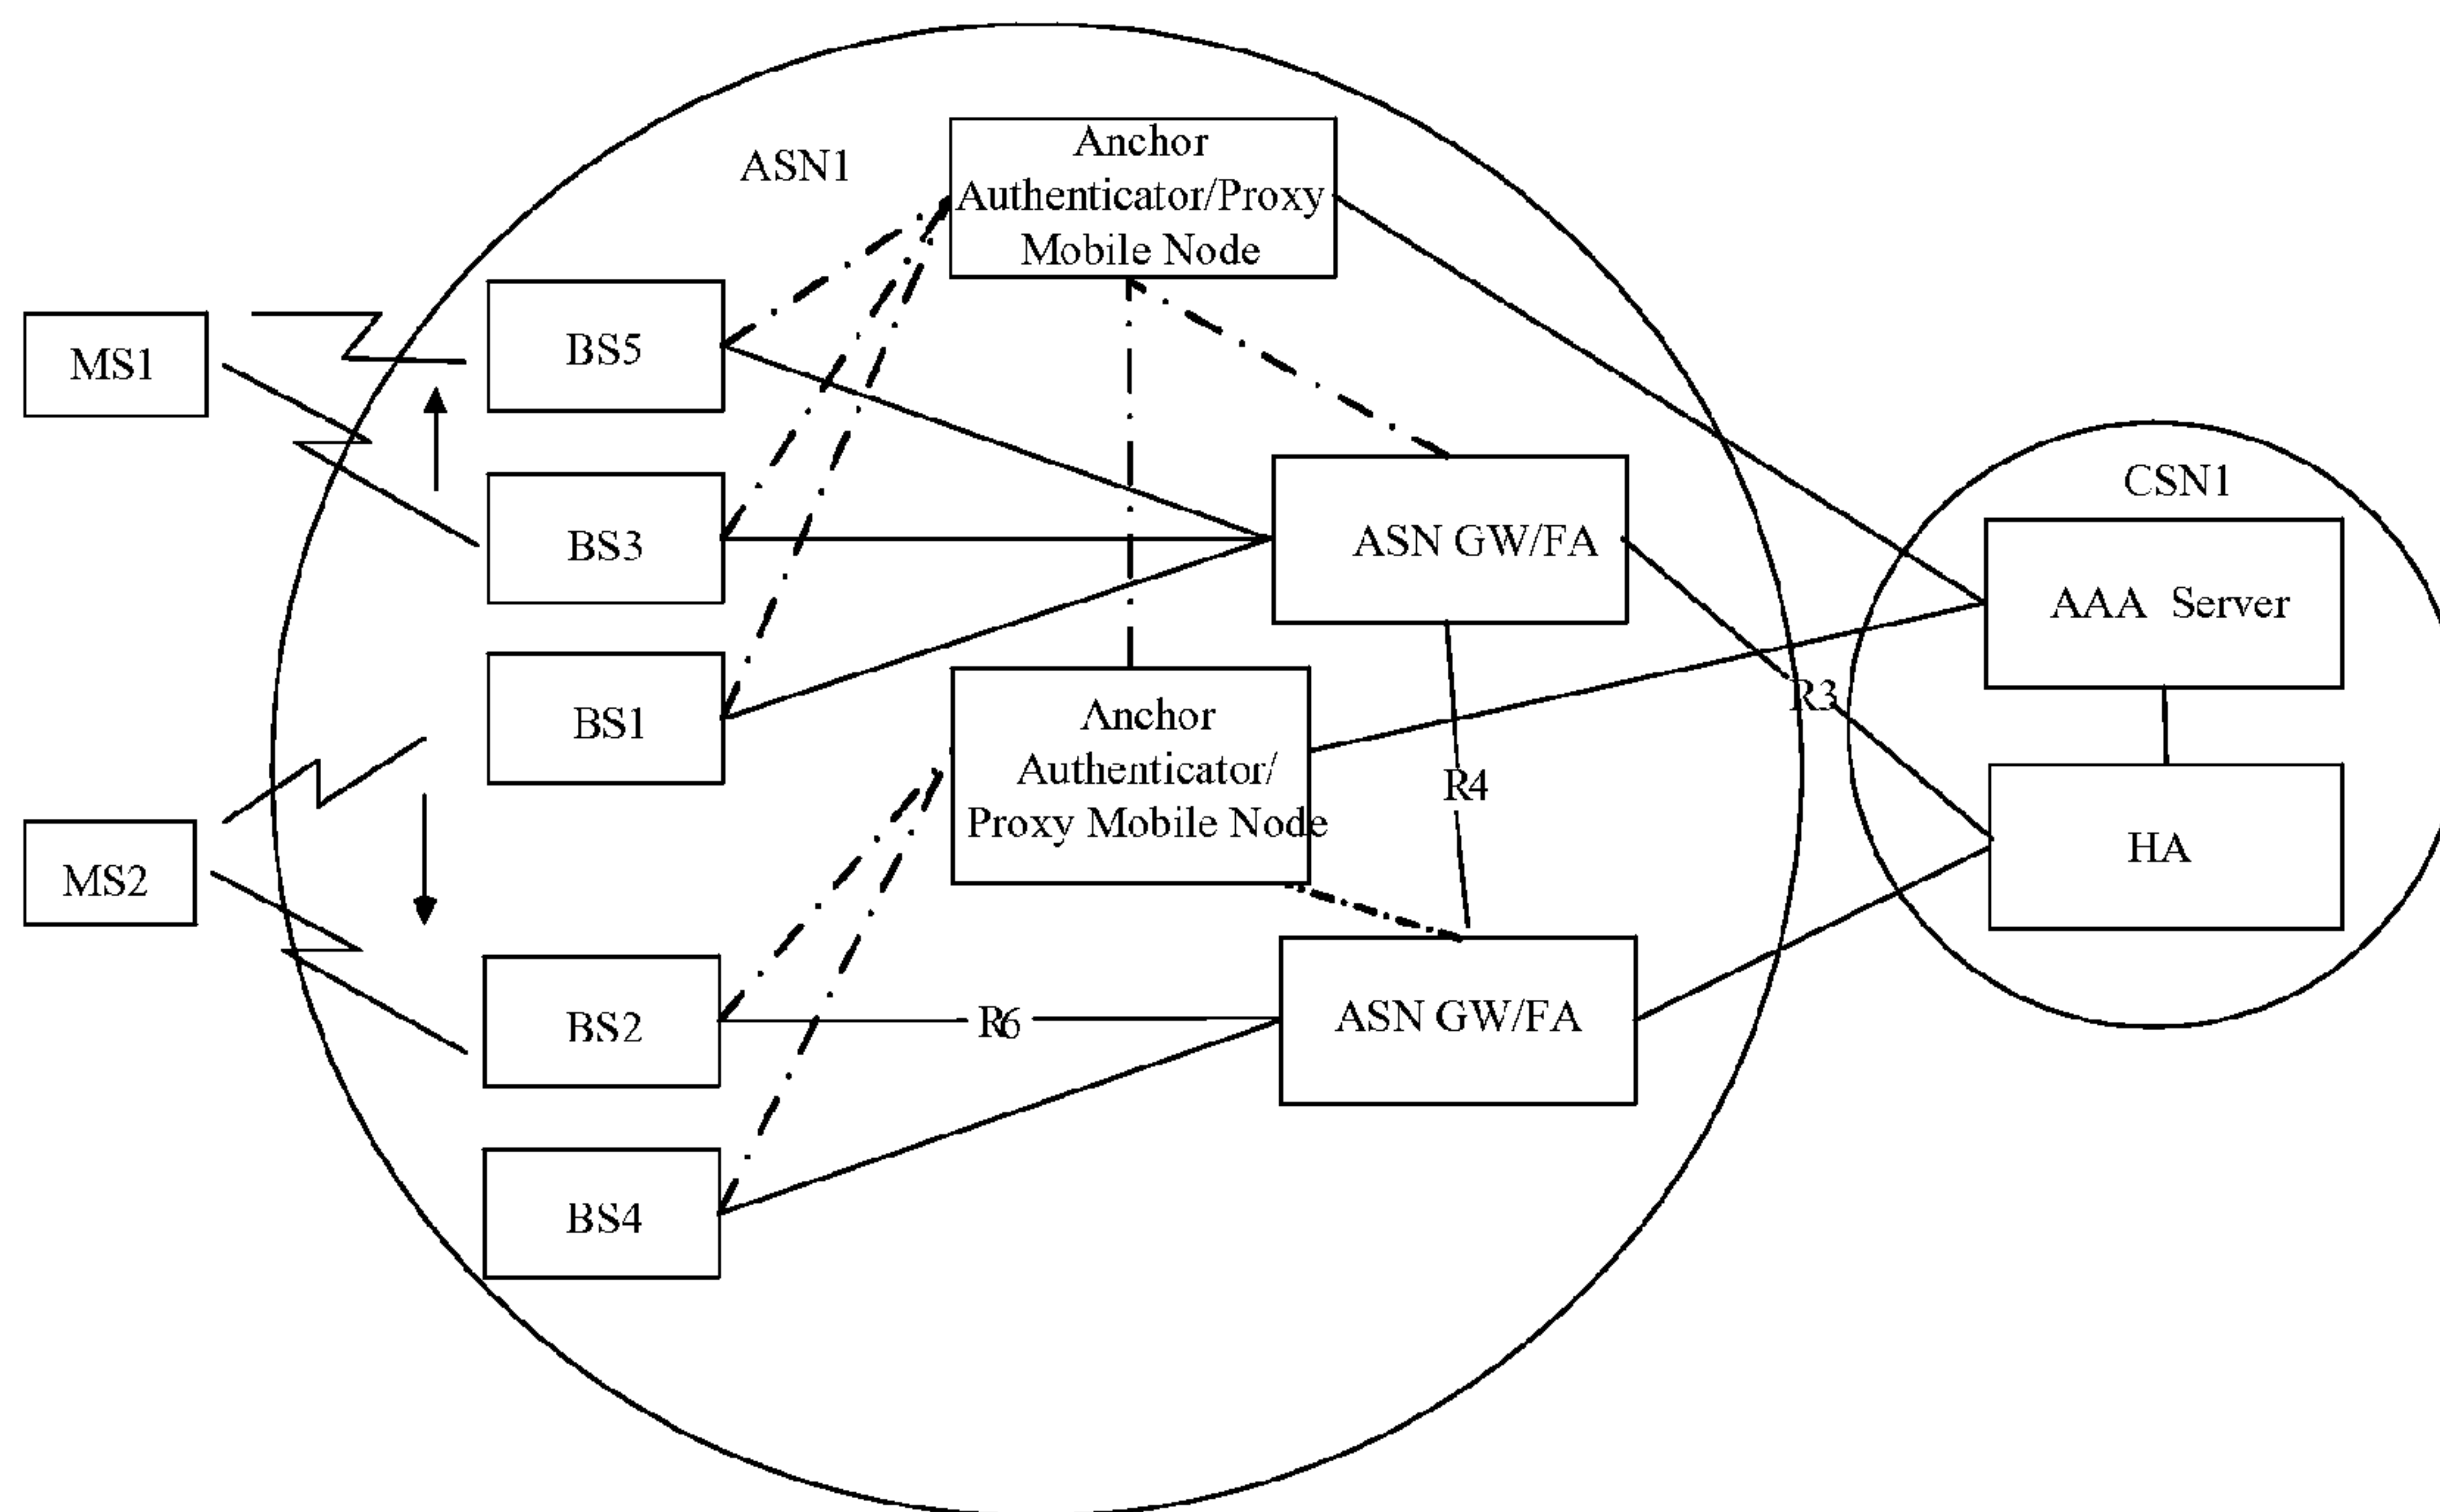 ASN1
Anchor
Authenticator/Proxy
Mobile Node
MS1
BS5
CSN1
BS3
ASN GW/FA
AAA Server
R3
BS1
Anchor
Authenticator/
Proxy Mobile Node
R4
HA
MS2
BS2
R6
ASN GW/FA
BS4